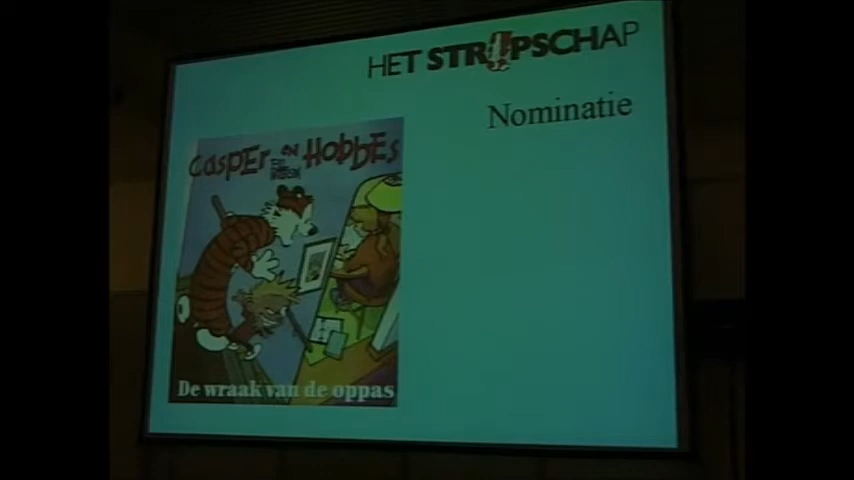 HET STRIPSCHAP
Nominatie
Casper en Hobbes
De wraak van de oppas